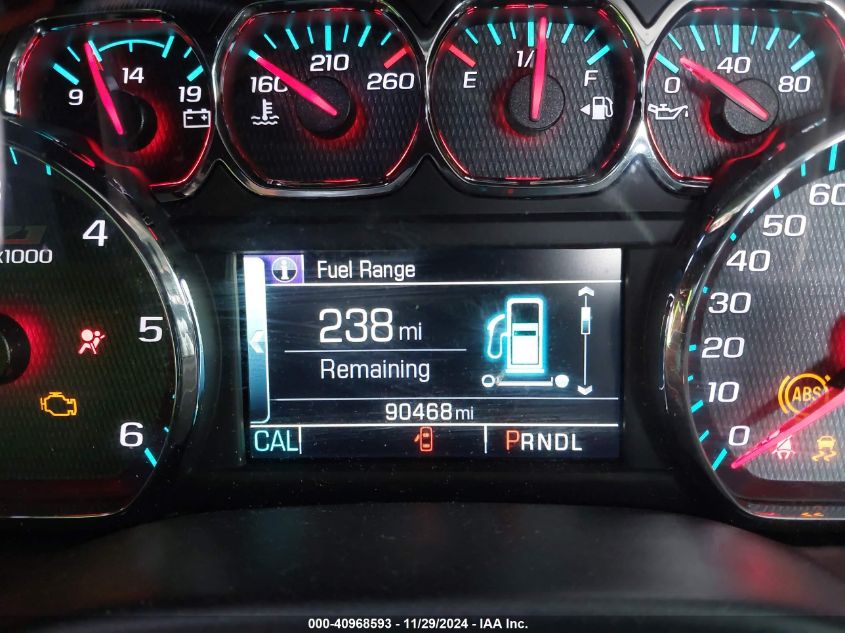 9 14 19
160 210 260
E 1/ F
0 40 80
4
x1000
5
6
Fuel Range
238 mi
Remaining
90468 mi
CAL PRNDL
60
50
40
30
20
10
0
ABS
000-40968593 - 11/29/2024 - IAA Inc.